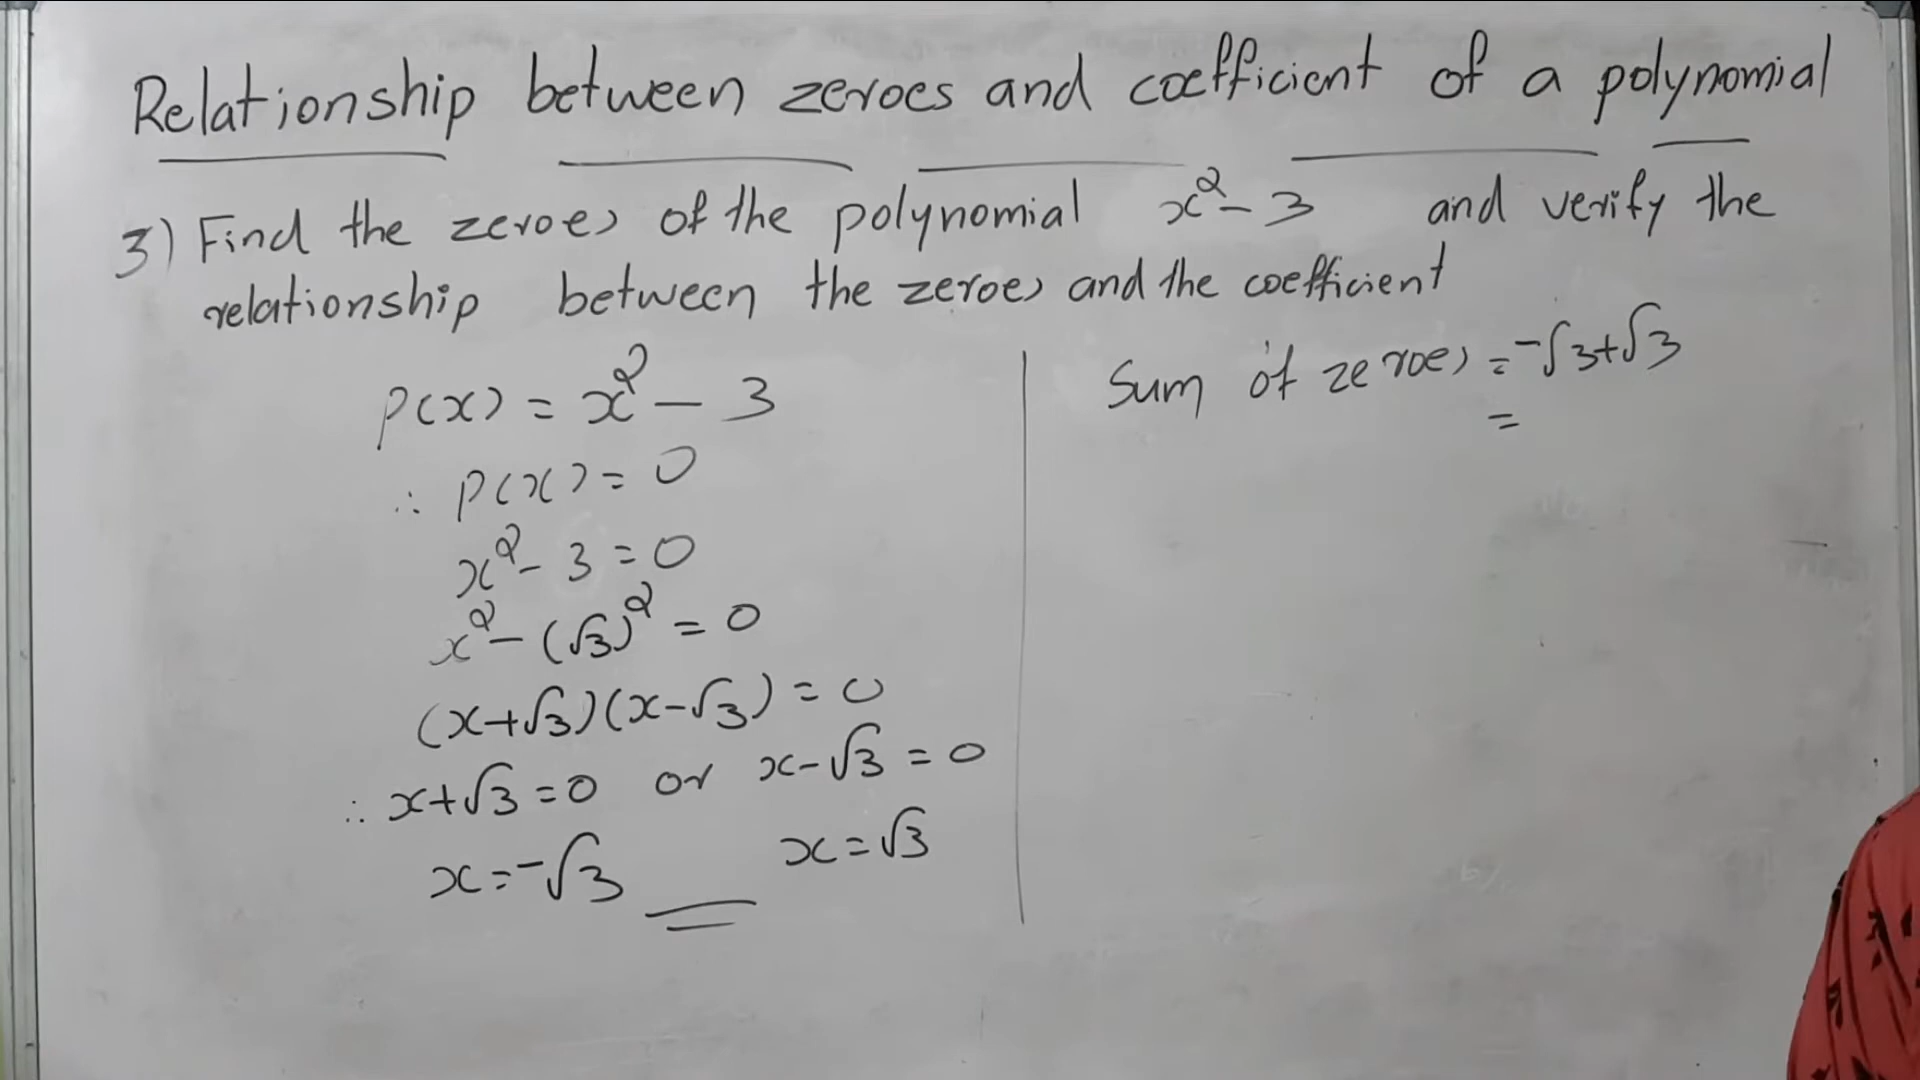 Relationship between zeroes and coefficient of a polynomial
3) Find the zeroes of the polynomial x² - 3 and verify the
relationship between the zeroes and the coefficient
P(x) = x² - 3
∴ P(x) = 0
x² - 3 = 0
x² - (√3)² = 0
(x+√3)(x-√3) = 0
∴ x+√3 = 0 or x-√3 = 0
x = -√3 x = √3
Sum of zeroes = -√3+√3
=